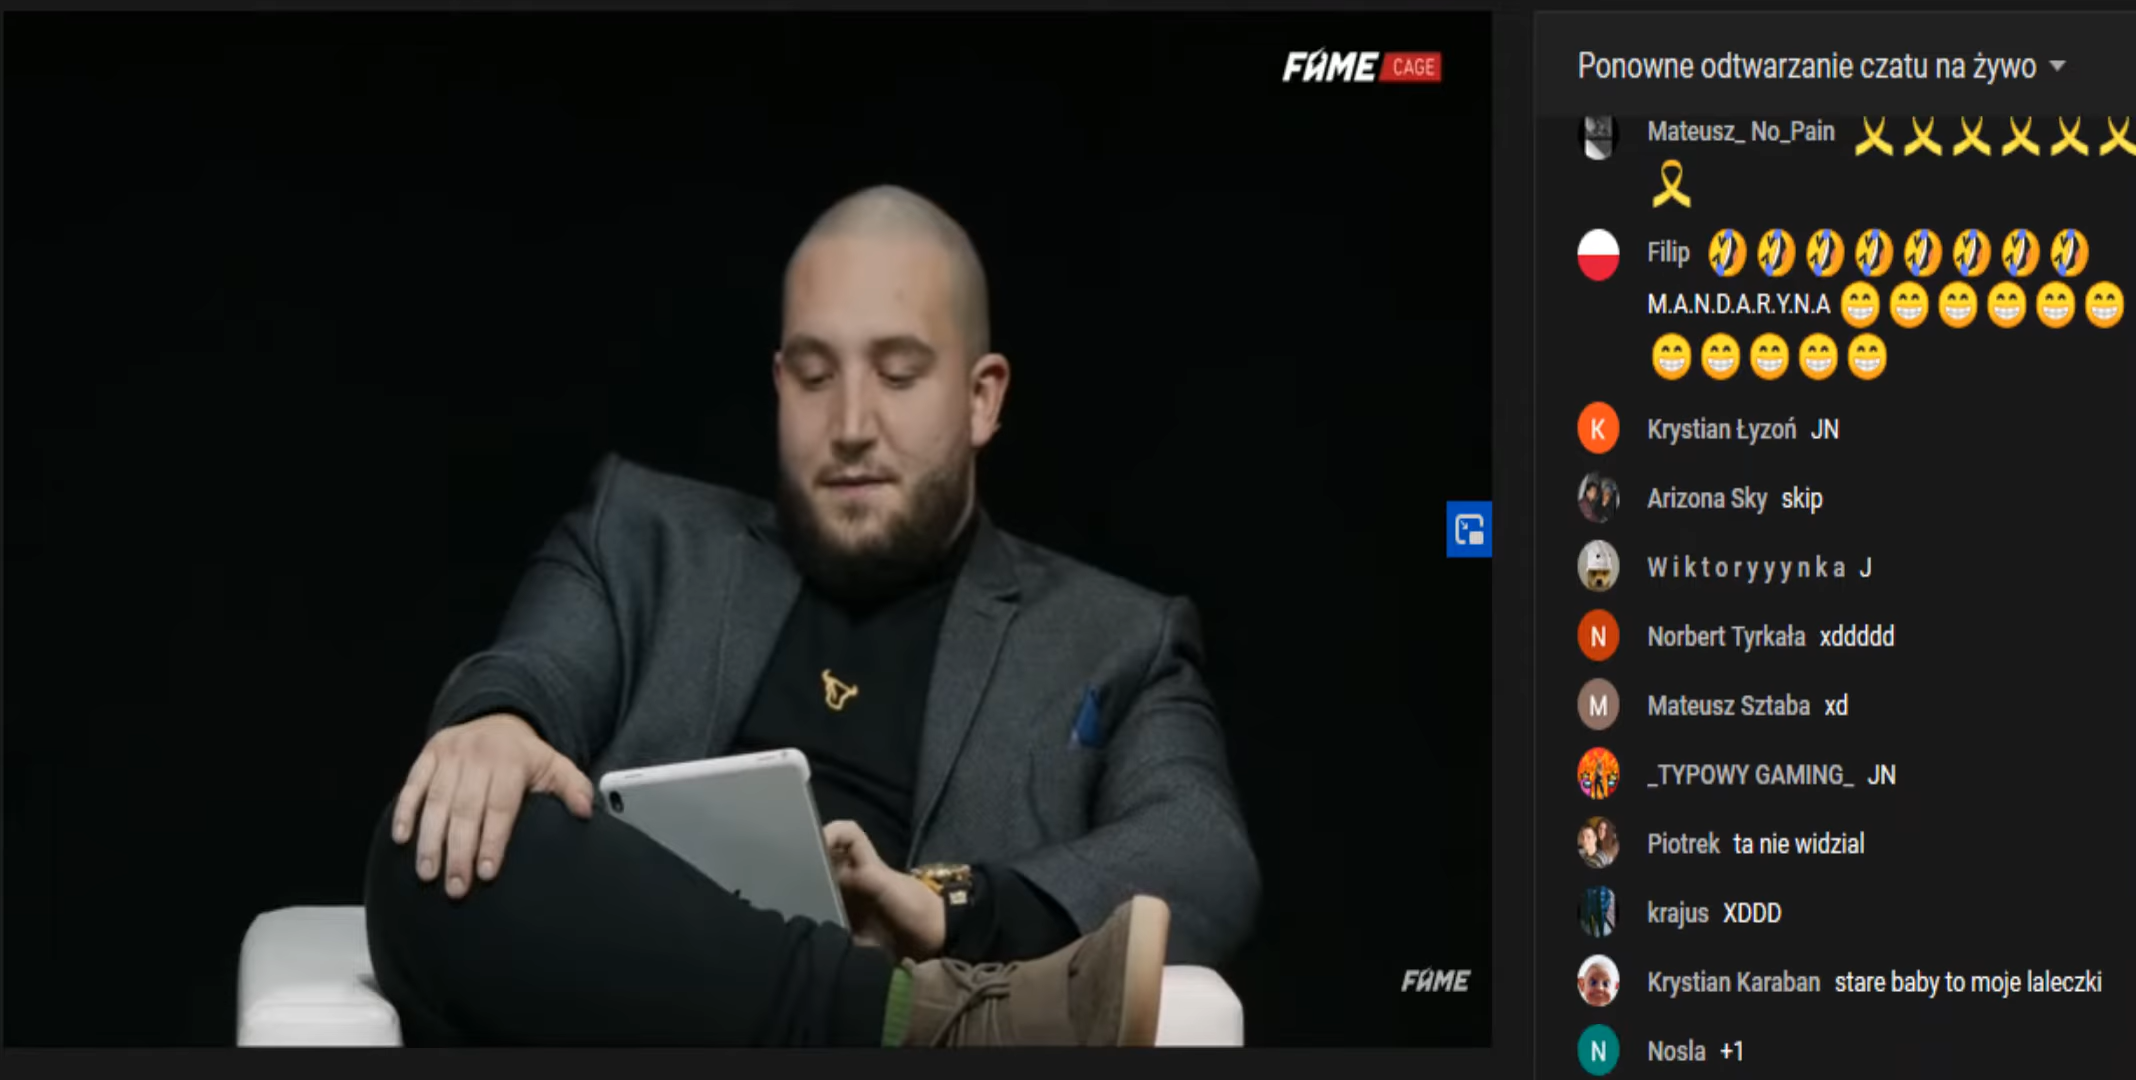 FAME CAGE
FAME
Ponowne odtwarzanie czatu na żywo
Mateusz_ No_Pain
Filip
M.A.N.D.A.R.Y.N.A
K Krystian Łyzoń JN
Arizona Sky skip
W i k t o r y y y n k a J
N Norbert Tyrkała xddddd
M Mateusz Sztaba xd
_TYPOWY GAMING_ JN
Piotrek ta nie widzial
krajus XDDD
Krystian Karaban stare baby to moje laleczki
N Nosla +1